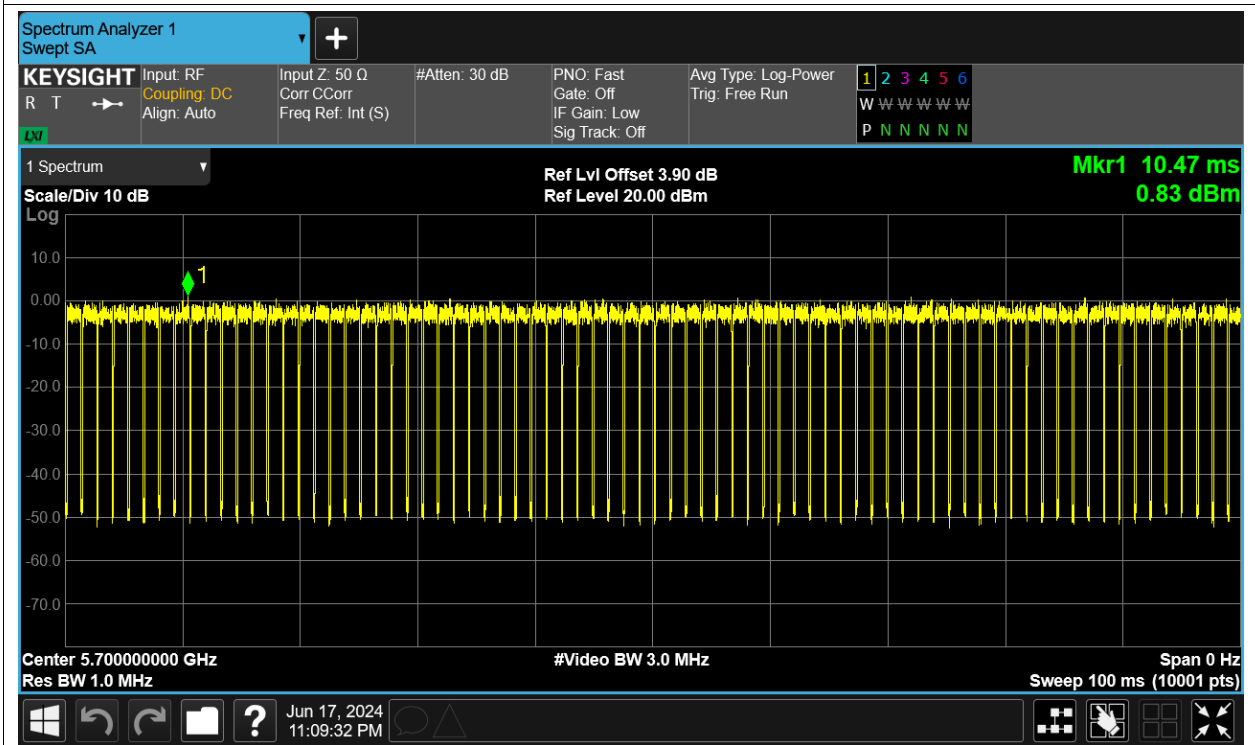 Spectrum Analyzer 1
Swept SA
+
KEYSIGHT
R T
LXI
Input: RF
Coupling: DC
Align: Auto
Input Z: 50 Ω
Corr CCorr
Freq Ref: Int (S)
#Atten: 30 dB
PNO: Fast
Gate: Off
IF Gain: Low
Sig Track: Off
Avg Type: Log-Power
Trig: Free Run
1 2 3 4 5 6
W W W W W W
P N N N N N
1 Spectrum
Scale/Div 10 dB
Log
Ref Lvl Offset 3.90 dB
Ref Level 20.00 dBm
Mkr1 10.47 ms
0.83 dBm
1
10.0
0.00
-10.0
-20.0
-30.0
-40.0
-50.0
-60.0
-70.0
Center 5.700000000 GHz
Res BW 1.0 MHz
#Video BW 3.0 MHz
Span 0 Hz
Sweep 100 ms (10001 pts)
?
Jun 17, 2024
11:09:32 PM